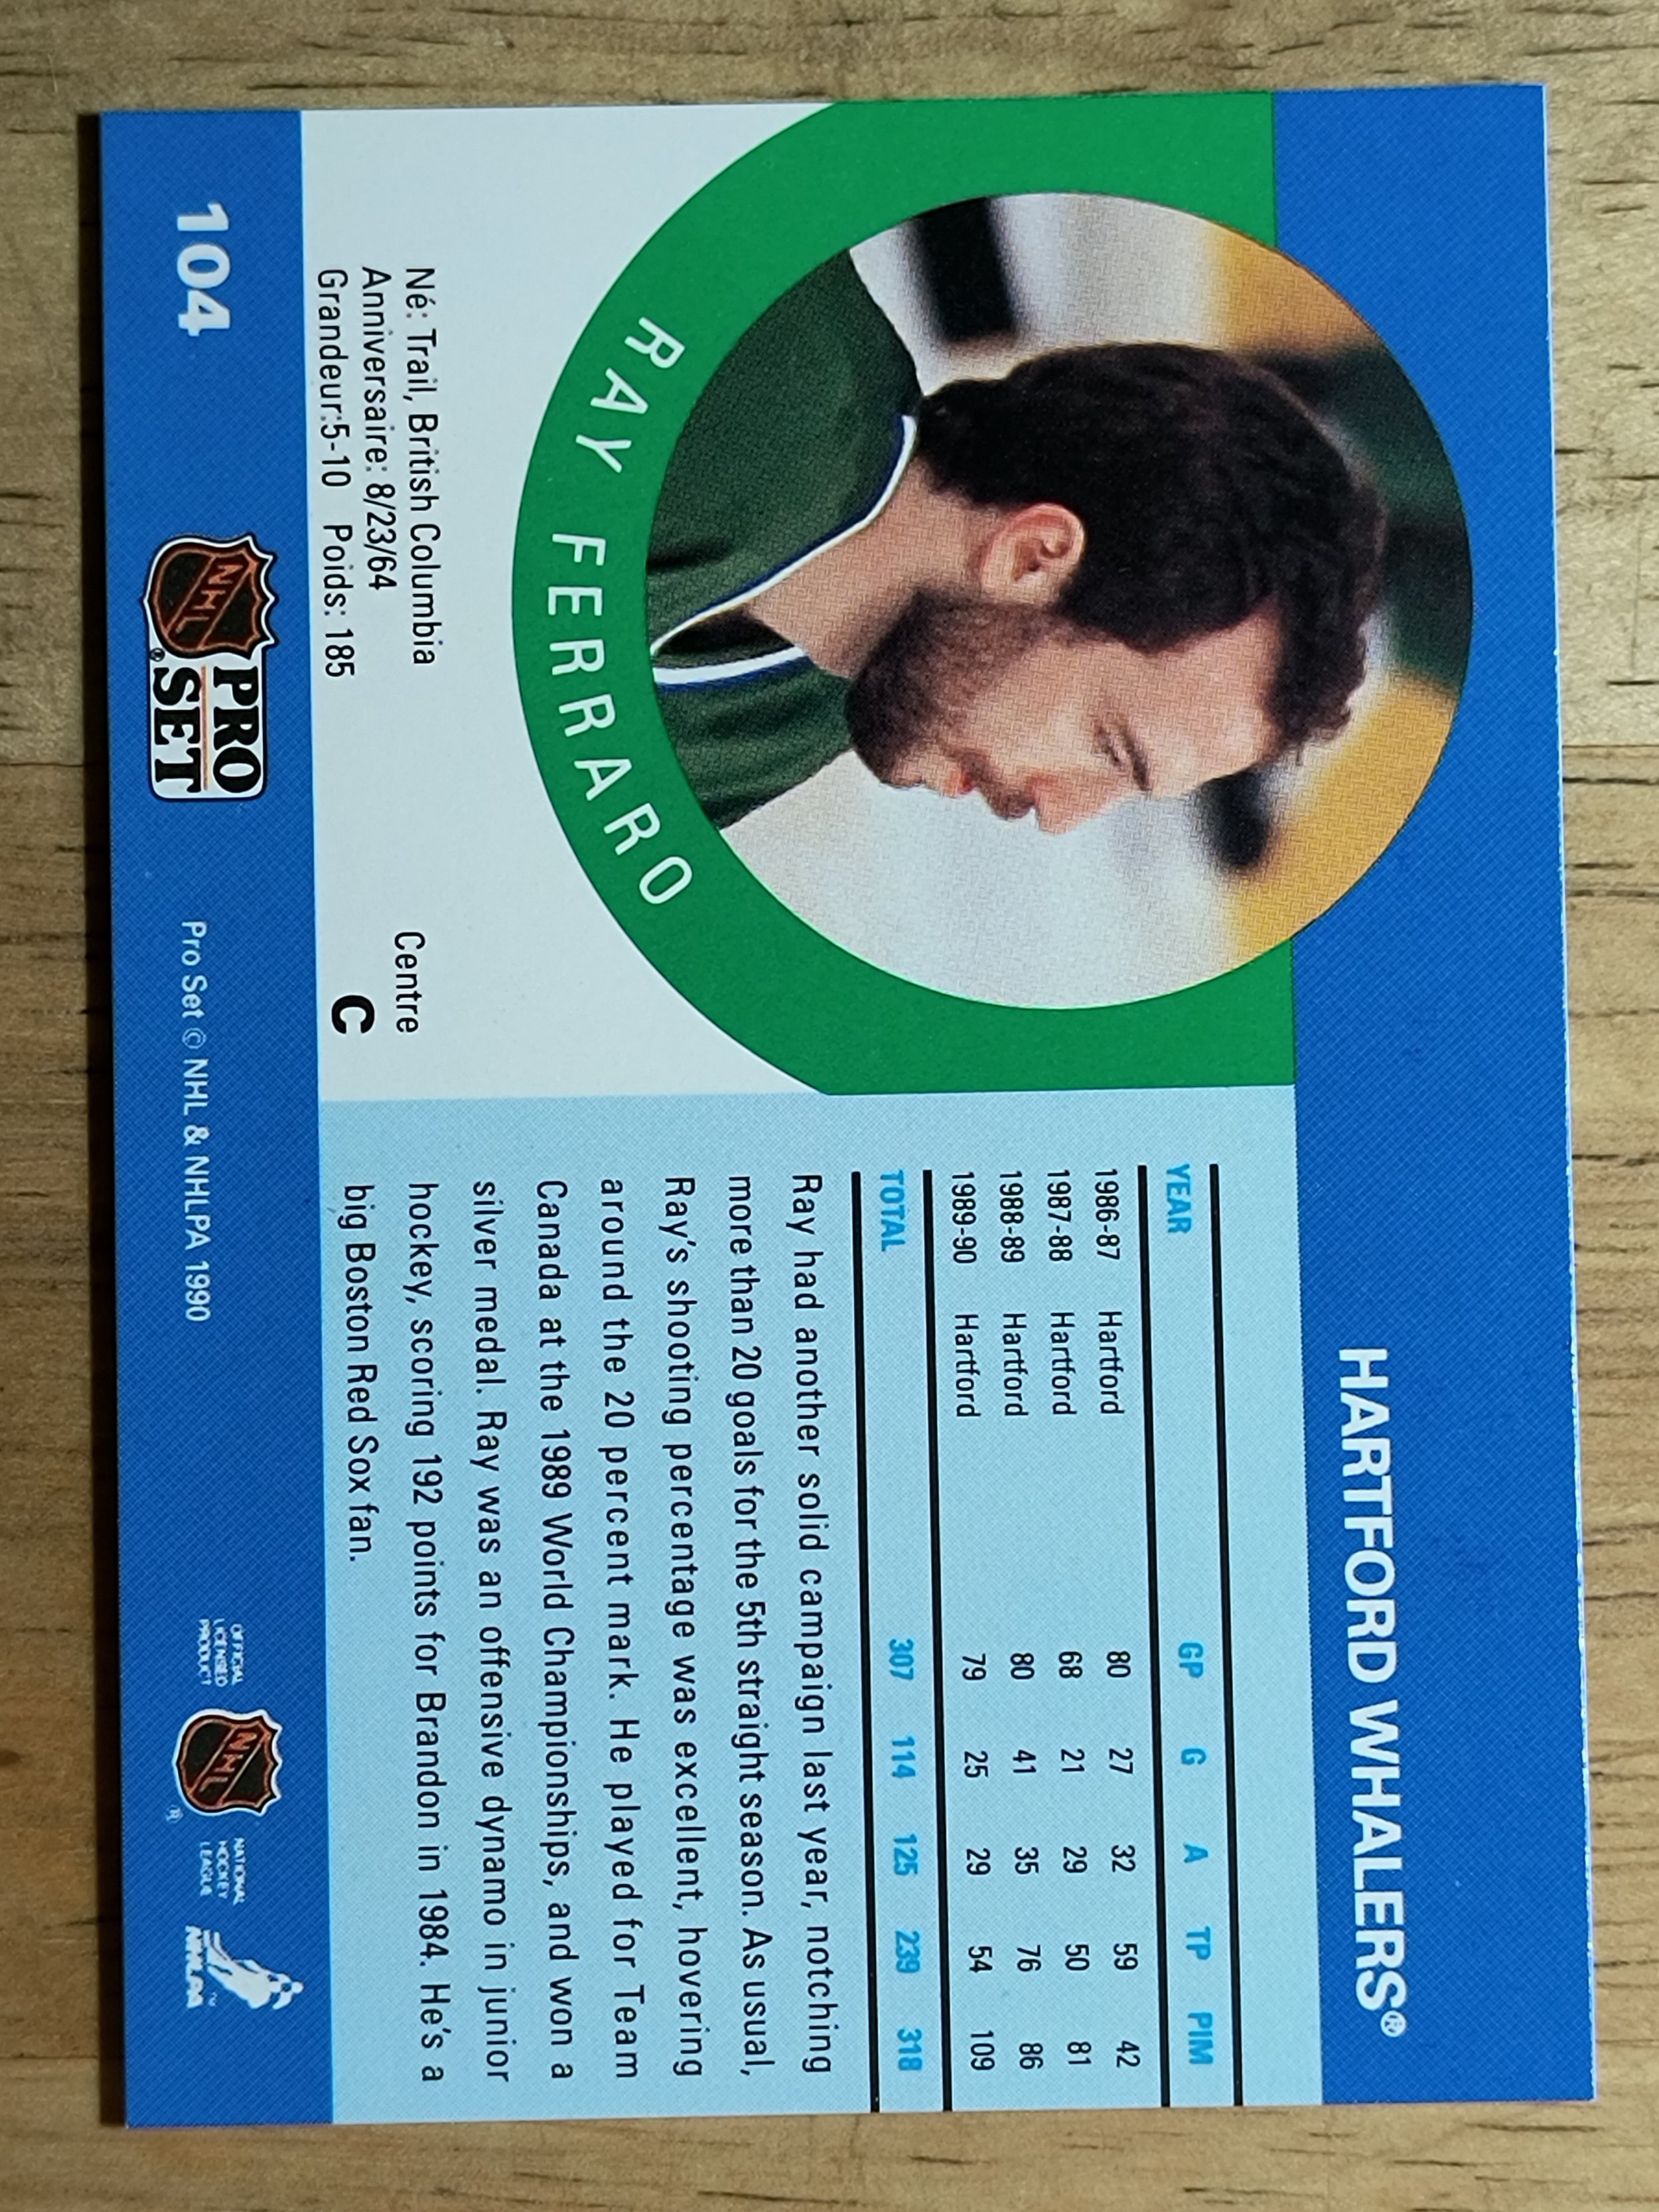 HARTFORD WHALERS®
RAY FERRARO
Né: Trail, British Columbia
Anniversaire: 8/23/64
Grandeur:5-10 Poids: 185
Centre
C
YEAR GP G A TP PIM
1986-87 Hartford 80 27 32 59 42
1987-88 Hartford 68 21 29 50 81
1988-89 Hartford 80 41 35 76 86
1989-90 Hartford 79 25 29 54 109
TOTAL 307 114 125 239 318
Ray had another solid campaign last year, notching
more than 20 goals for the 5th straight season. As usual,
Ray's shooting percentage was excellent, hovering
around the 20 percent mark. He played for Team
Canada at the 1989 World Championships, and won a
silver medal. Ray was an offensive dynamo in junior
hockey, scoring 192 points for Brandon in 1984. He's a
big Boston Red Sox fan.
104
NHL
PRO
SET®
Pro Set © NHL & NHLPA 1990
OFFICIAL
LICENSED
PRODUCT
NHL®
NATIONAL
HOCKEY
LEAGUE
NHLPA™